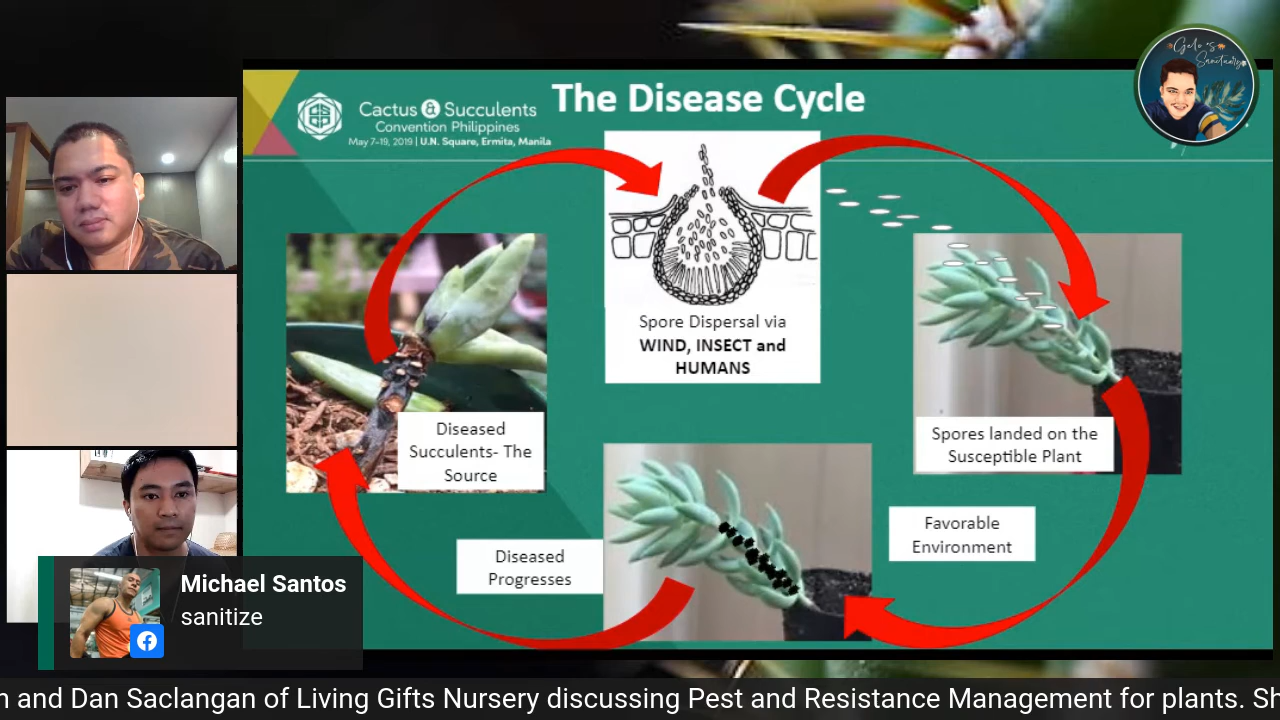 The Disease Cycle
Cactus & Succulents
Convention Philippines
May 7-19, 2019 | U.N. Square, Ermita, Manila
Gelo's
Sanctuary
Spore Dispersal via
WIND, INSECT and
HUMANS
Diseased
Succulents- The
Source
Spores landed on the
Susceptible Plant
Favorable
Environment
Diseased
Progresses
Michael Santos
sanitize
n and Dan Saclangan of Living Gifts Nursery discussing Pest and Resistance Management for plants. Sh